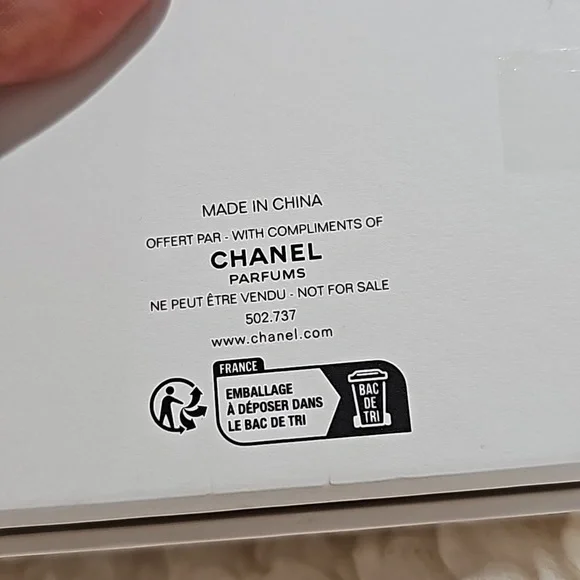 MADE IN CHINA
OFFERT PAR - WITH COMPLIMENTS OF
CHANEL
PARFUMS
NE PEUT ÊTRE VENDU - NOT FOR SALE
502.737
www.chanel.com
FRANCE
EMBALLAGE
À DÉPOSER DANS
LE BAC DE TRI
BAC
DE
TRI